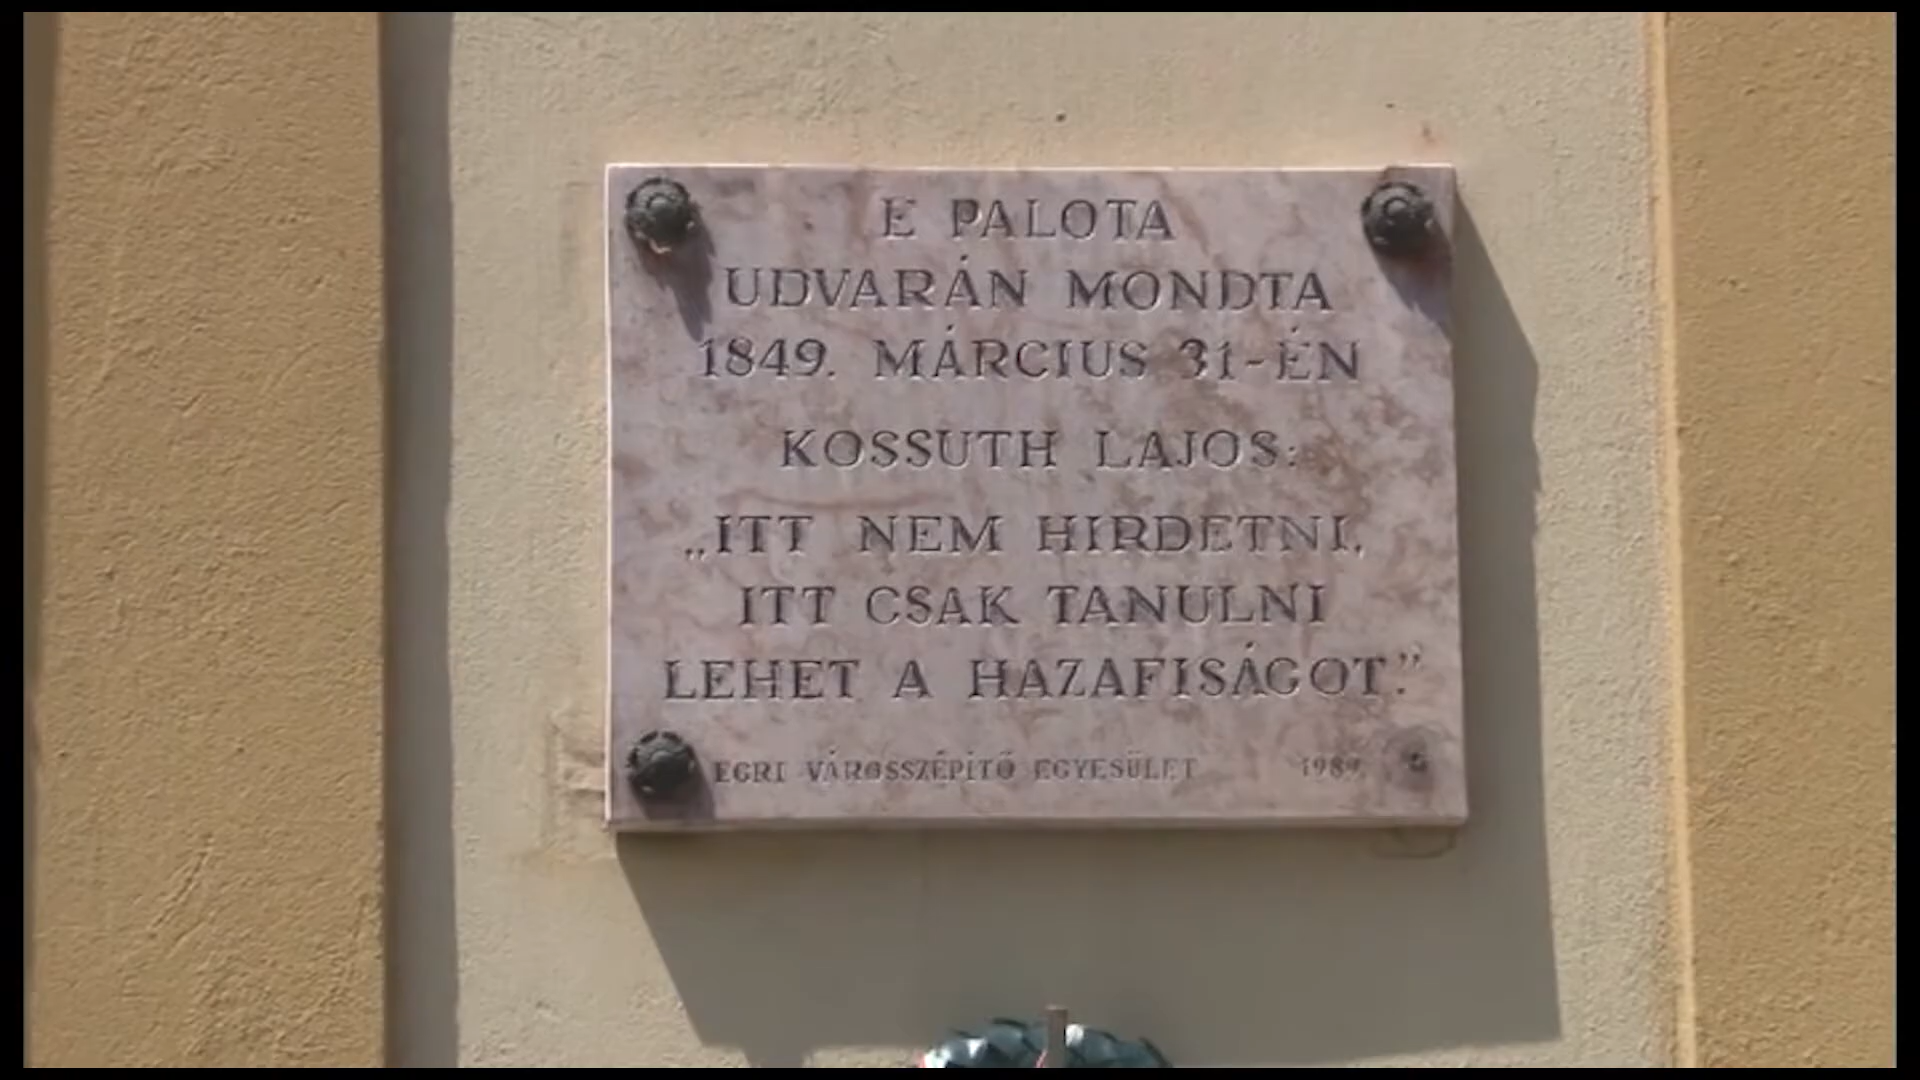 E PALOTA
UDVARÁN MONDTA
1849. MÁRCIUS 31-ÉN
KOSSUTH LAJOS:
„ITT NEM HIRDETNI,
ITT CSAK TANULNI
LEHET A HAZAFISÁGOT.”
EGRI VÁROSSZÉPÍTŐ EGYESÜLET 1989.